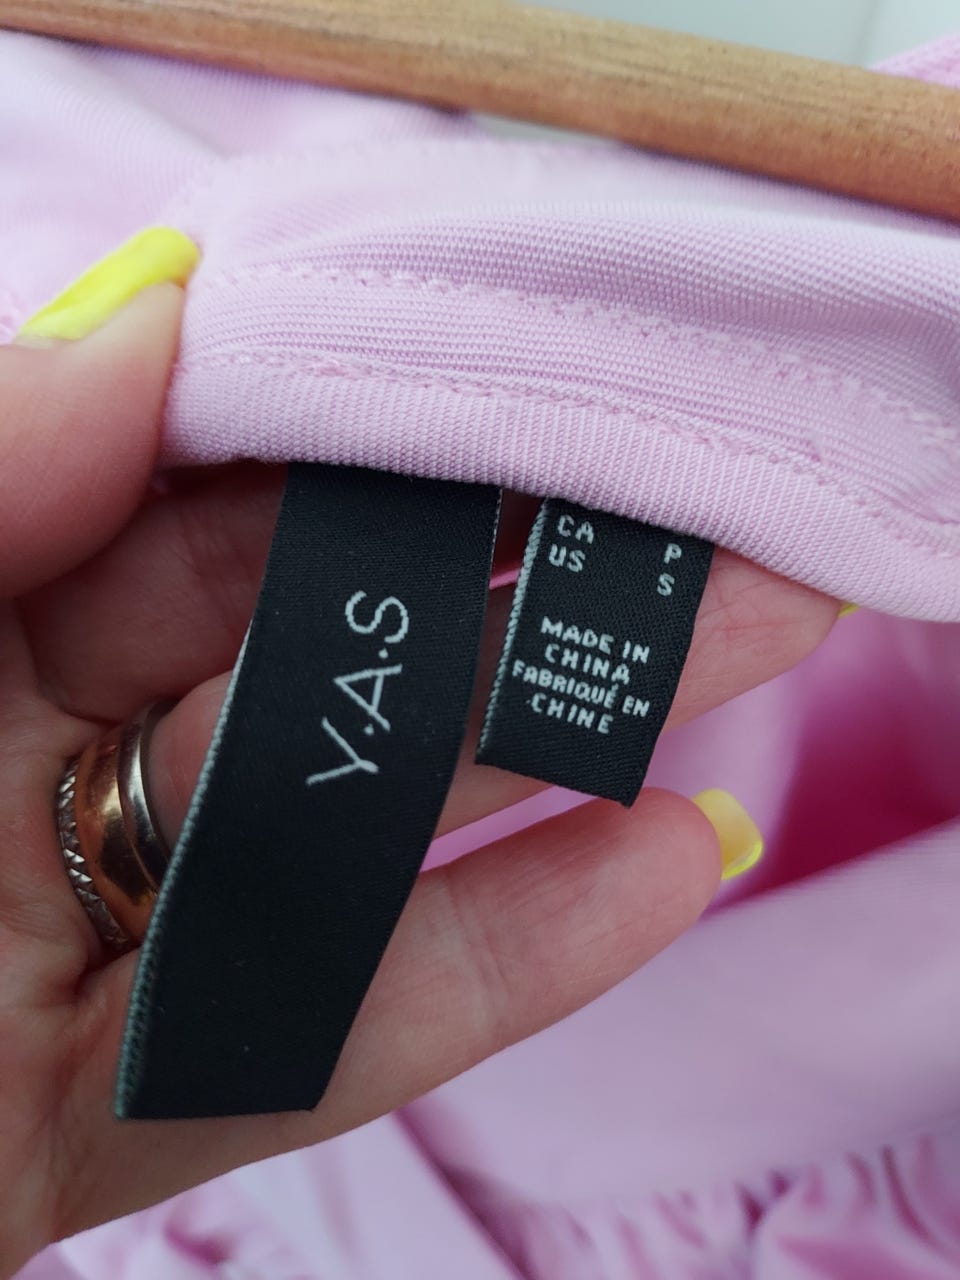 Y.A.S
CA P
US S
MADE IN
CHINA
FABRIQUÉ EN
CHINE